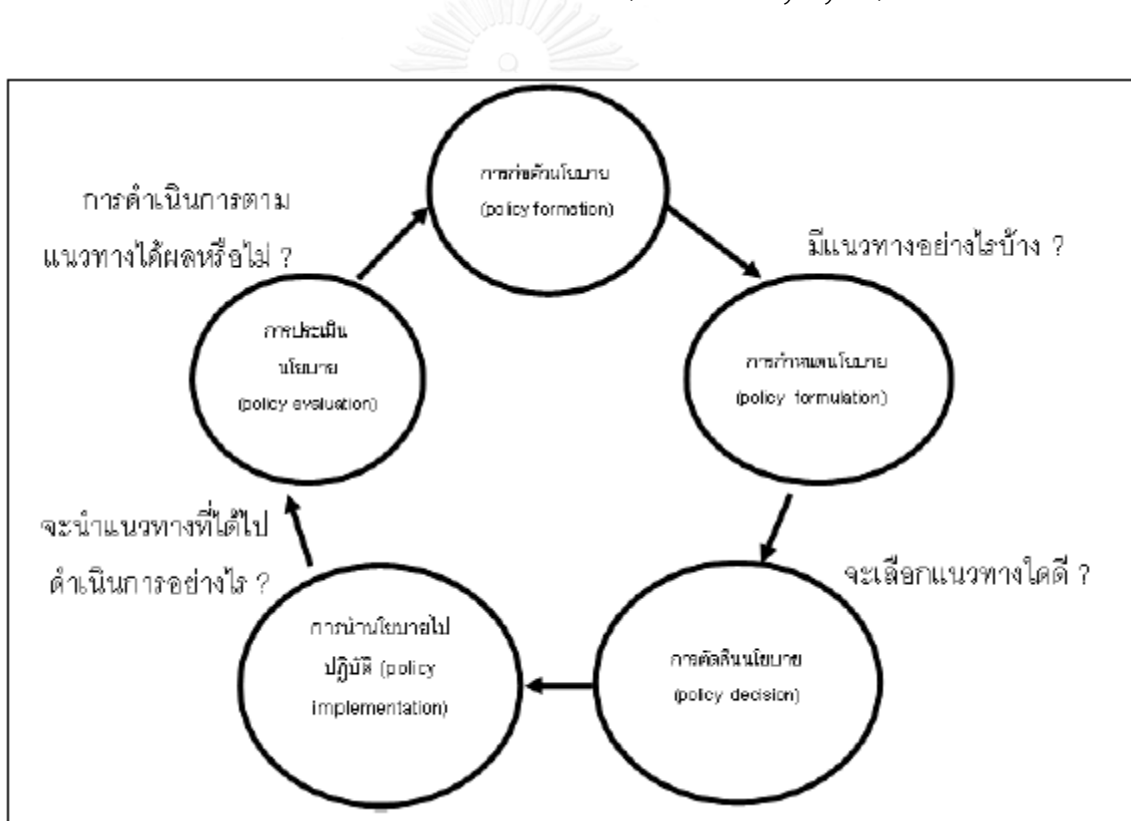 การก่อตัวนโยบาย
(policy formation)
การดำเนินการตาม
แนวทางได้ผลหรือไม่ ?
มีแนวทางอย่างไรบ้าง ?
การประเมิน
นโยบาย
(policy evaluation)
การกำหนดนโยบาย
(policy formulation)
จะนำแนวทางที่ได้ไป
ดำเนินการอย่างไร ?
จะเลือกแนวทางใดดี ?
การนำนโยบายไป
ปฏิบัติ (policy
implementation)
การตัดสินนโยบาย
(policy decision)